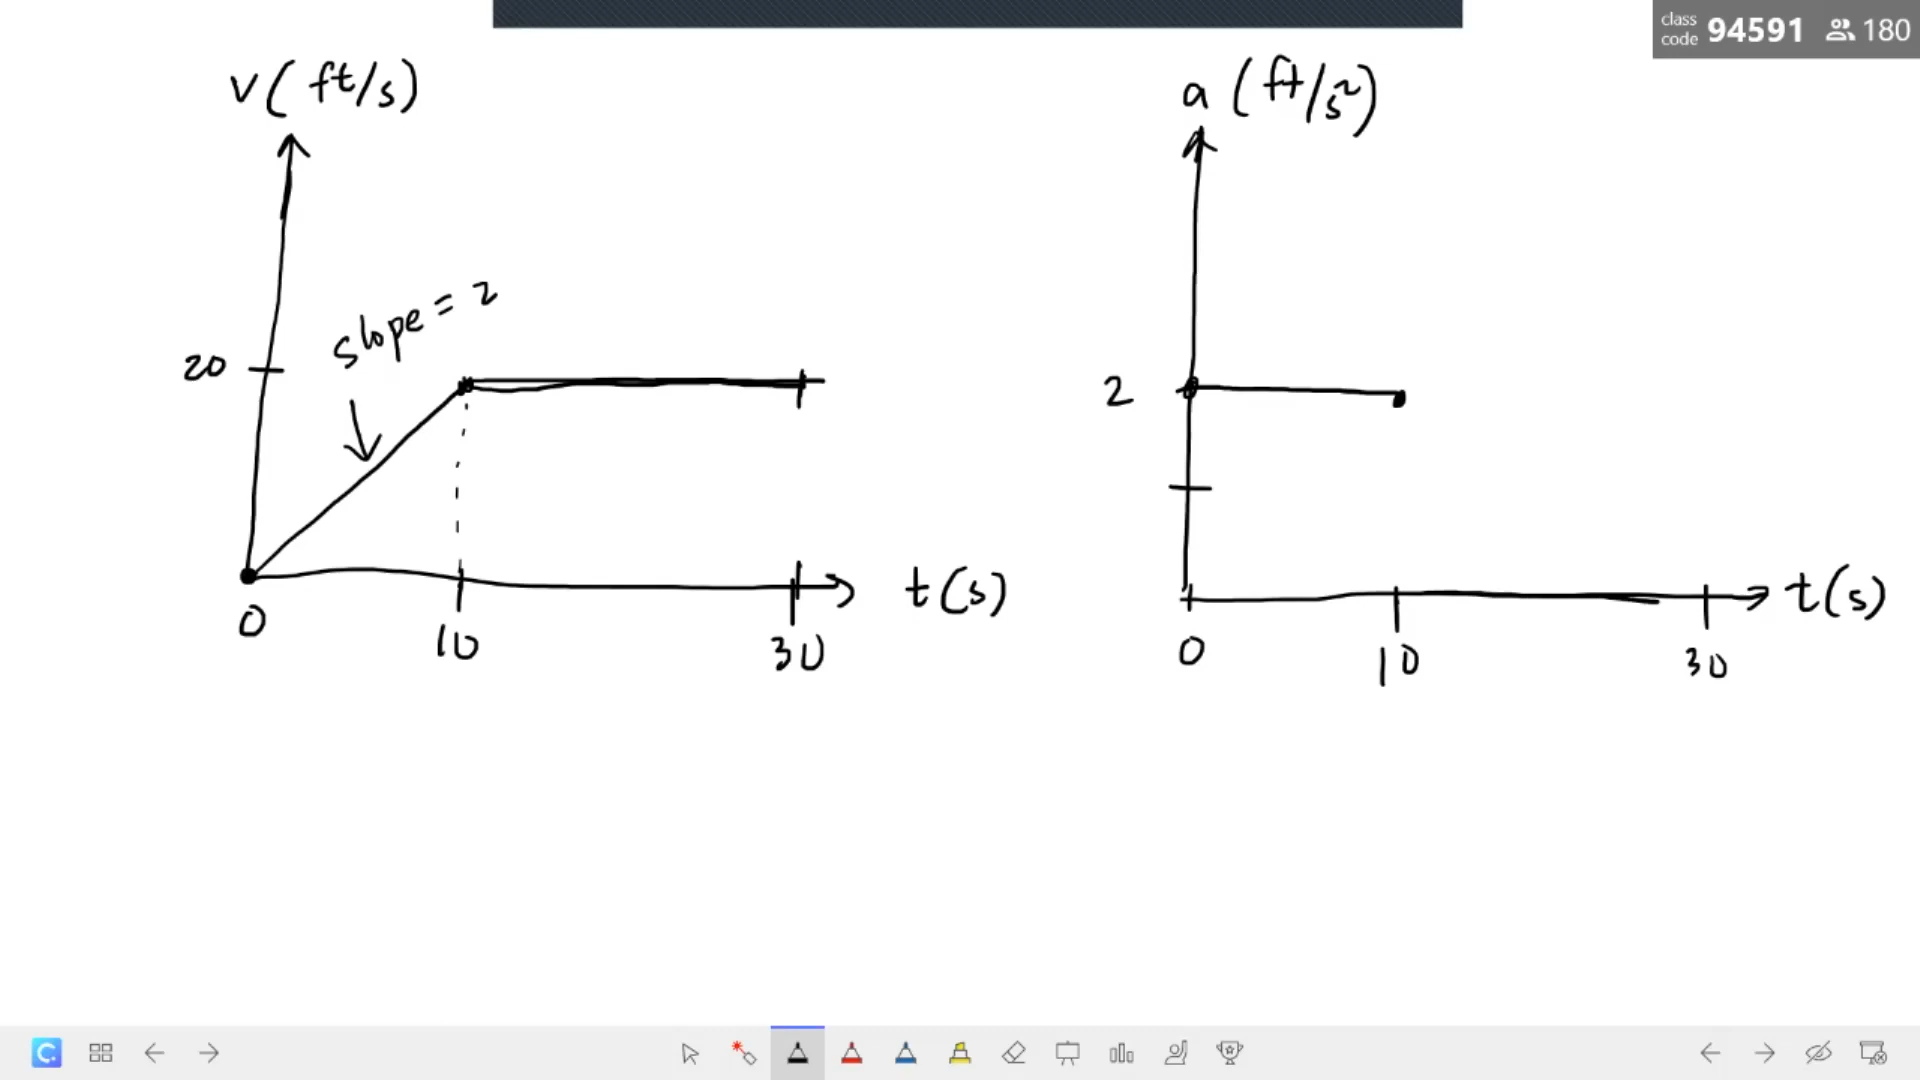 class code 94591 180
v(ft/s)
a (ft/s²)
slope = 2
20
2
t(s)
t(s)
0
10
30
0
10
30